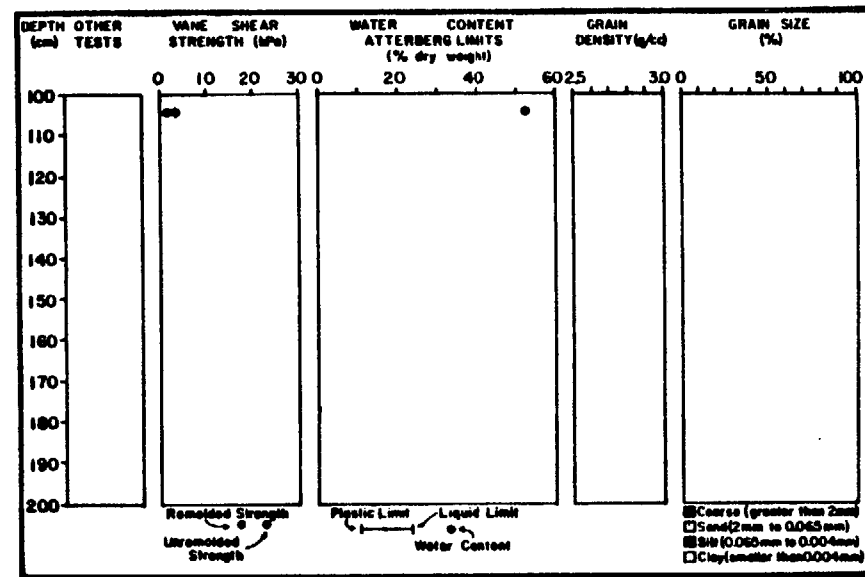 DEPTH OTHER VANE SHEAR WATER CONTENT GRAIN GRAIN SIZE
(cm) TESTS STRENGTH (kPa) ATTERBERG LIMITS DENSITY (g/cc) (%)
(% dry weight)
0 10 20 30 0 20 40 60 2.5 3.0 0 50 100
100
110
120
130
140
150
160
170
180
190
200
Remolded Strength
Unremolded
Strength
Plastic Limit Liquid Limit
Water Content
Coarse (greater than 2mm)
Sand (2mm to 0.065mm)
Silt (0.065mm to 0.004mm)
Clay (smaller than 0.004mm)